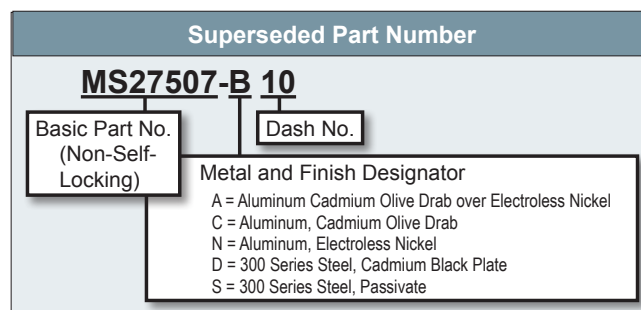 Superseded Part Number
MS27507-B 10
Basic Part No.
(Non-Self-
Locking)
Dash No.
Metal and Finish Designator
A = Aluminum Cadmium Olive Drab over Electroless Nickel
C = Aluminum, Cadmium Olive Drab
N = Aluminum, Electroless Nickel
D = 300 Series Steel, Cadmium Black Plate
S = 300 Series Steel, Passivate